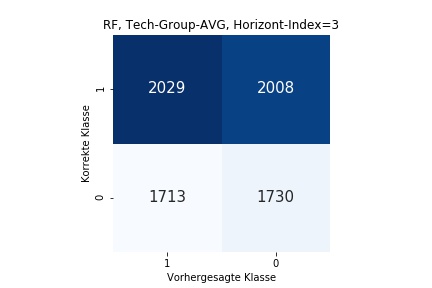 RF, Tech-Group-AVG, Horizont-Index=3
Korrekte Klasse
1
2029 2008
0
1713 1730
1 0
Vorhergesagte Klasse